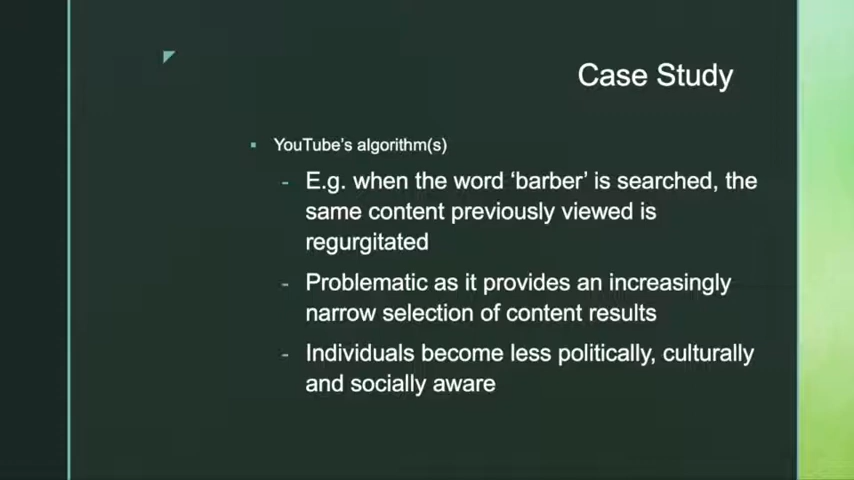 Case Study
▪ YouTube's algorithm(s)
- E.g. when the word ‘barber’ is searched, the
same content previously viewed is
regurgitated
- Problematic as it provides an increasingly
narrow selection of content results
- Individuals become less politically, culturally
and socially aware